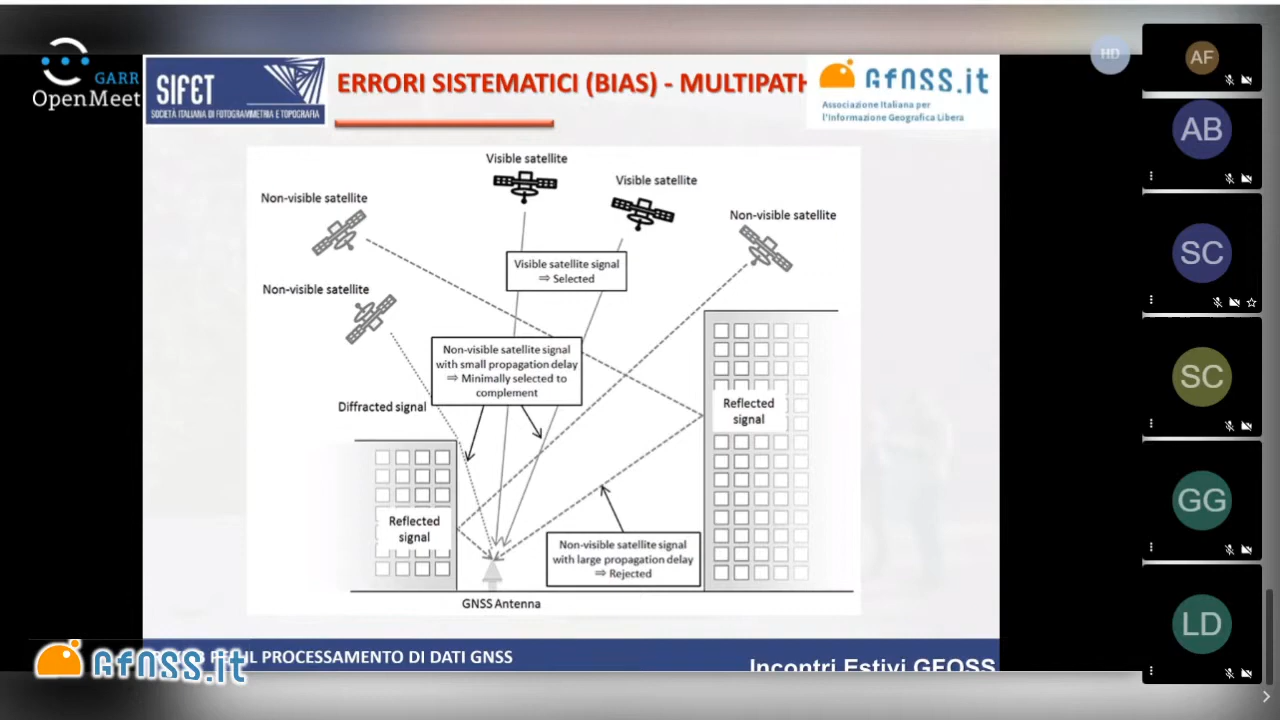 GARR
OpenMeet
SIFET
SOCIETÀ ITALIANA DI FOTOGRAMMETRIA E TOPOGRAFIA
ERRORI SISTEMATICI (BIAS) - MULTIPATH
GfOSS.it
Associazione Italiana per
l'Informazione Geografica Libera
HD
AF
AB
SC
SC
GG
LD
Visible satellite
Visible satellite
Non-visible satellite
Non-visible satellite
Non-visible satellite
Visible satellite signal
⇒ Selected
Non-visible satellite signal
with small propagation delay
⇒ Minimally selected to
complement
Diffracted signal
Reflected
signal
Reflected
signal
Non-visible satellite signal
with large propagation delay
⇒ Rejected
GNSS Antenna
GfOSS.it
IL PROCESSAMENTO DI DATI GNSS
Incontri Estivi GFOSS